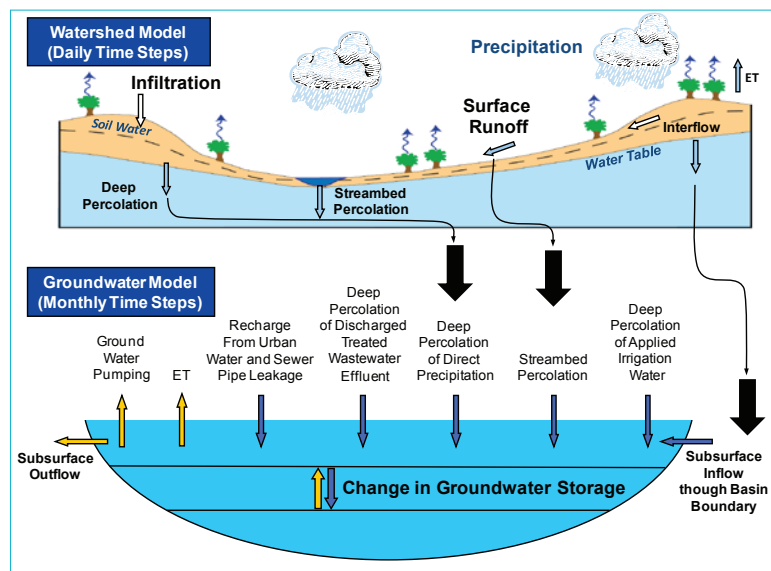 Watershed Model
(Daily Time Steps)
Precipitation
ET
Infiltration
Surface
Runoff
Soil Water
Interflow
Water Table
Deep
Percolation
Streambed
Percolation
Groundwater Model
(Monthly Time Steps)
Ground
Water
Pumping
ET
Recharge
From Urban
Water and Sewer
Pipe Leakage
Deep
Percolation
of Discharged
Treated
Wastewater
Effluent
Deep
Percolation
of Direct
Precipitation
Streambed
Percolation
Deep
Percolation
of Applied
Irrigation
Water
Subsurface
Outflow
Change in Groundwater Storage
Subsurface
Inflow
though Basin
Boundary